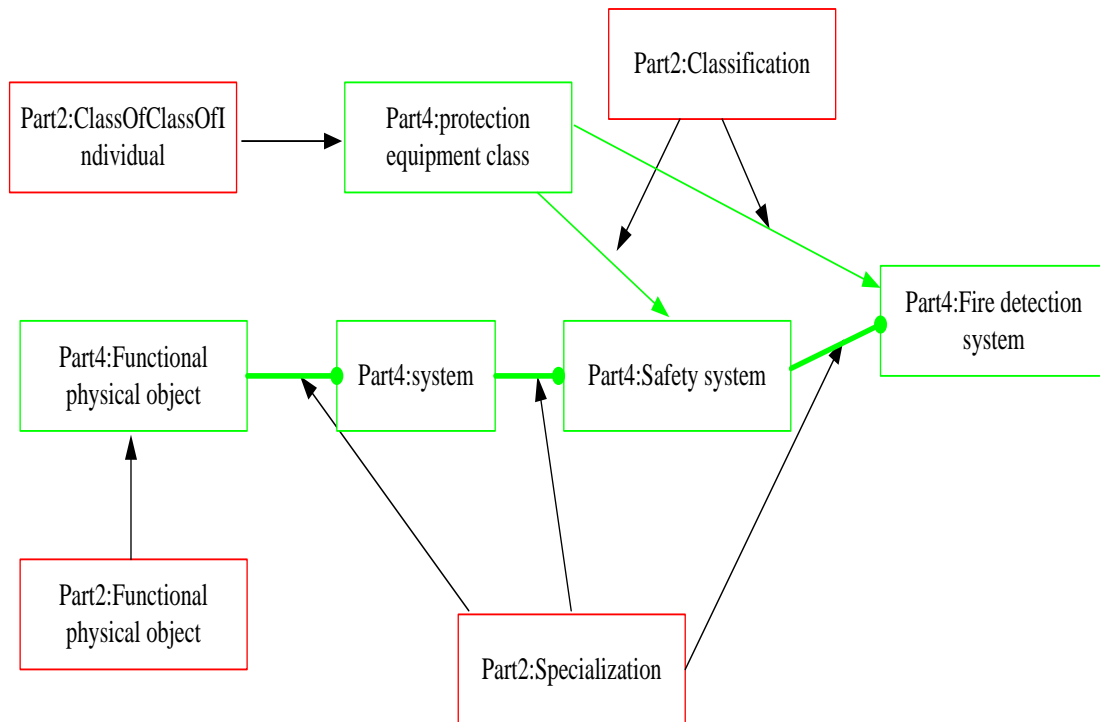 Part2:Classification
Part2:ClassOfClassOfI
ndividual
Part4:protection
equipment class
Part4:Fire detection
system
Part4:Functional
physical object
Part4:system
Part4:Safety system
Part2:Functional
physical object
Part2:Specialization